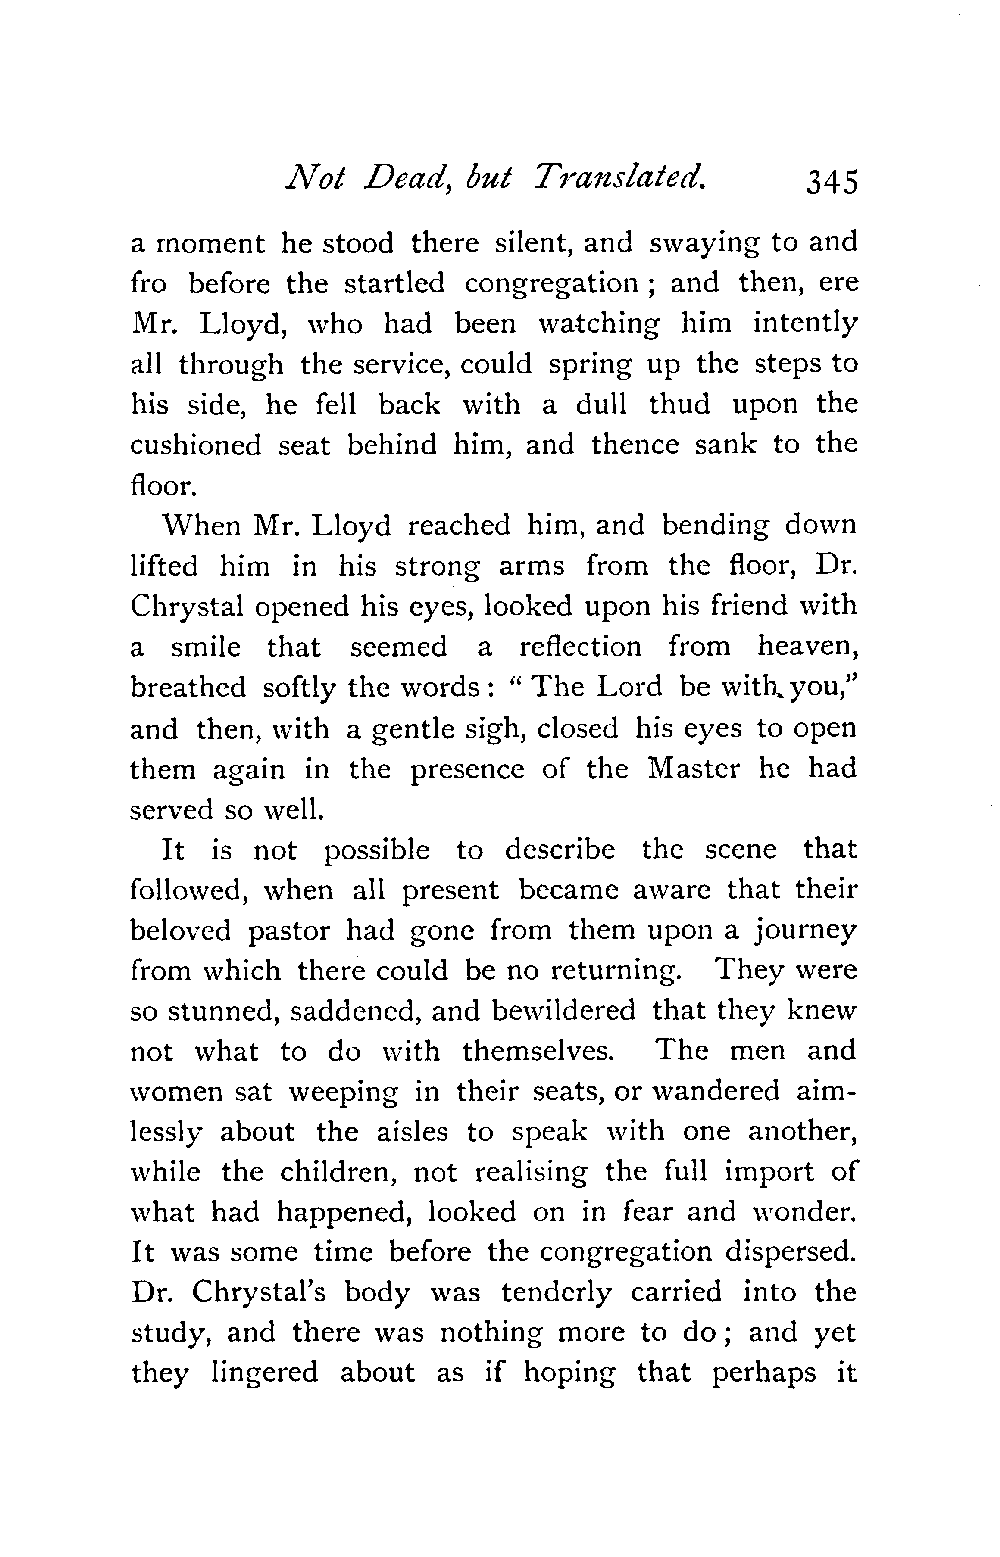 Not Dead, but Translated. 345
a moment he stood there silent, and swaying to and
fro before the startled congregation ; and then, ere
Mr. Lloyd, who had been watching him intently
all through the service, could spring up the steps to
his side, he fell back with a dull thud upon the
cushioned seat behind him, and thence sank to the
floor.
When Mr. Lloyd reached him, and bending down
lifted him in his strong arms from the floor, Dr.
Chrystal opened his eyes, looked upon his friend with
a smile that seemed a reflection from heaven,
breathed softly the words : “ The Lord be with you,”
and then, with a gentle sigh, closed his eyes to open
them again in the presence of the Master he had
served so well.
It is not possible to describe the scene that
followed, when all present became aware that their
beloved pastor had gone from them upon a journey
from which there could be no returning. They were
so stunned, saddened, and bewildered that they knew
not what to do with themselves. The men and
women sat weeping in their seats, or wandered aim-
lessly about the aisles to speak with one another,
while the children, not realising the full import of
what had happened, looked on in fear and wonder.
It was some time before the congregation dispersed.
Dr. Chrystal’s body was tenderly carried into the
study, and there was nothing more to do ; and yet
they lingered about as if hoping that perhaps it